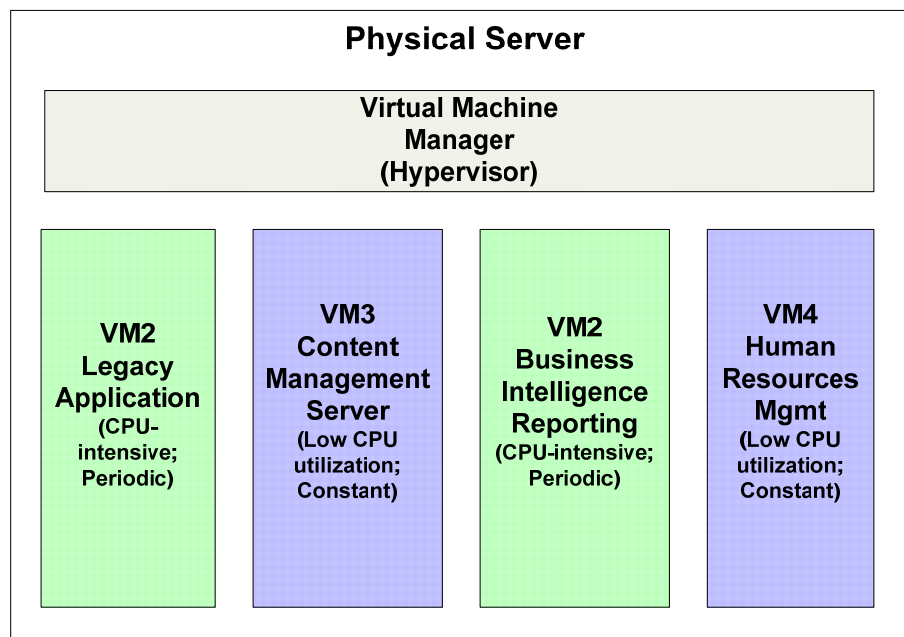 Physical Server
Virtual Machine
Manager
(Hypervisor)
VM2
Legacy
Application
(CPU-
intensive;
Periodic)
VM3
Content
Management
Server
(Low CPU
utilization;
Constant)
VM2
Business
Intelligence
Reporting
(CPU-intensive;
Periodic)
VM4
Human
Resources
Mgmt
(Low CPU
utilization;
Constant)